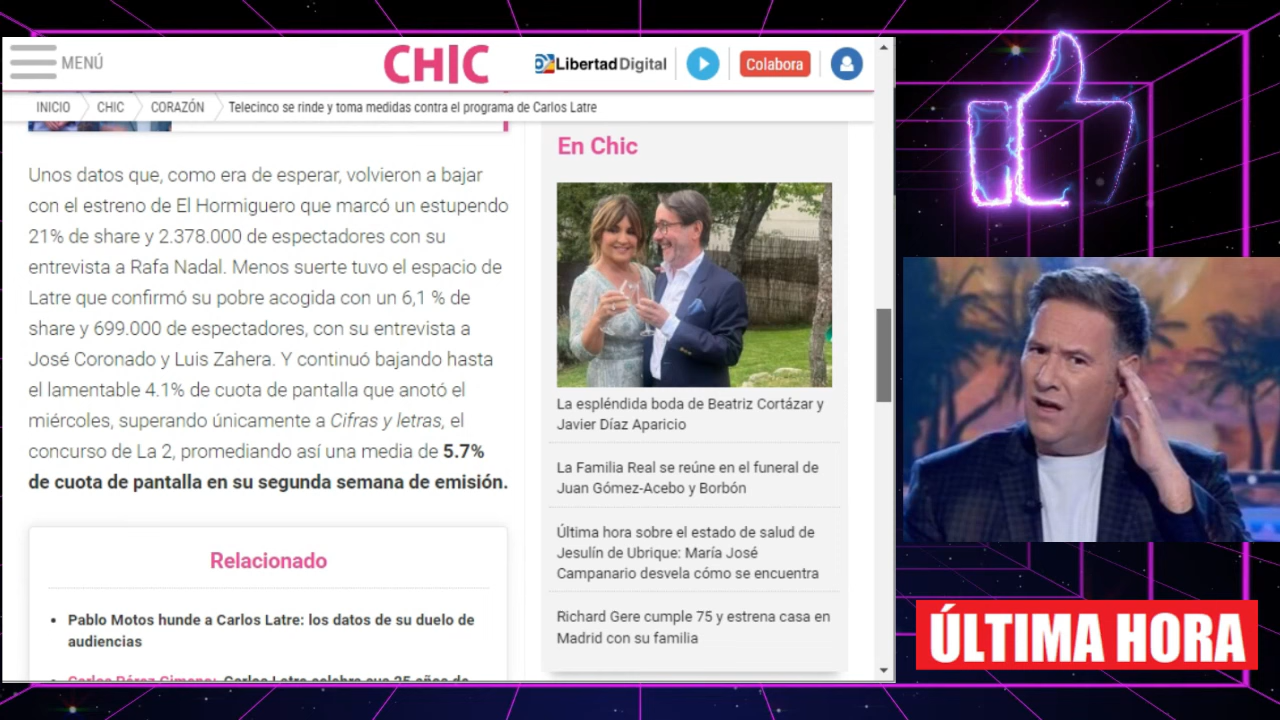 MENÚ
CHIC
Libertad Digital
Colabora
INICIO
CHIC
CORAZÓN
Telecinco se rinde y toma medidas contra el programa de Carlos Latre
Unos datos que, como era de esperar, volvieron a bajar
con el estreno de El Hormiguero que marcó un estupendo
21% de share y 2.378.000 de espectadores con su
entrevista a Rafa Nadal. Menos suerte tuvo el espacio de
Latre que confirmó su pobre acogida con un 6,1 % de
share y 699.000 de espectadores, con su entrevista a
José Coronado y Luis Zahera. Y continuó bajando hasta
el lamentable 4.1% de cuota de pantalla que anotó el
miércoles, superando únicamente a Cifras y letras, el
concurso de La 2, promediando así una media de 5.7%
de cuota de pantalla en su segunda semana de emisión.
Relacionado
Pablo Motos hunde a Carlos Latre: los datos de su duelo de
audiencias
En Chic
La espléndida boda de Beatriz Cortázar y
Javier Díaz Aparicio
La Familia Real se reúne en el funeral de
Juan Gómez-Acebo y Borbón
Última hora sobre el estado de salud de
Jesulín de Ubrique: María José
Campanario desvela cómo se encuentra
Richard Gere cumple 75 y estrena casa en
Madrid con su familia
ÚLTIMA HORA